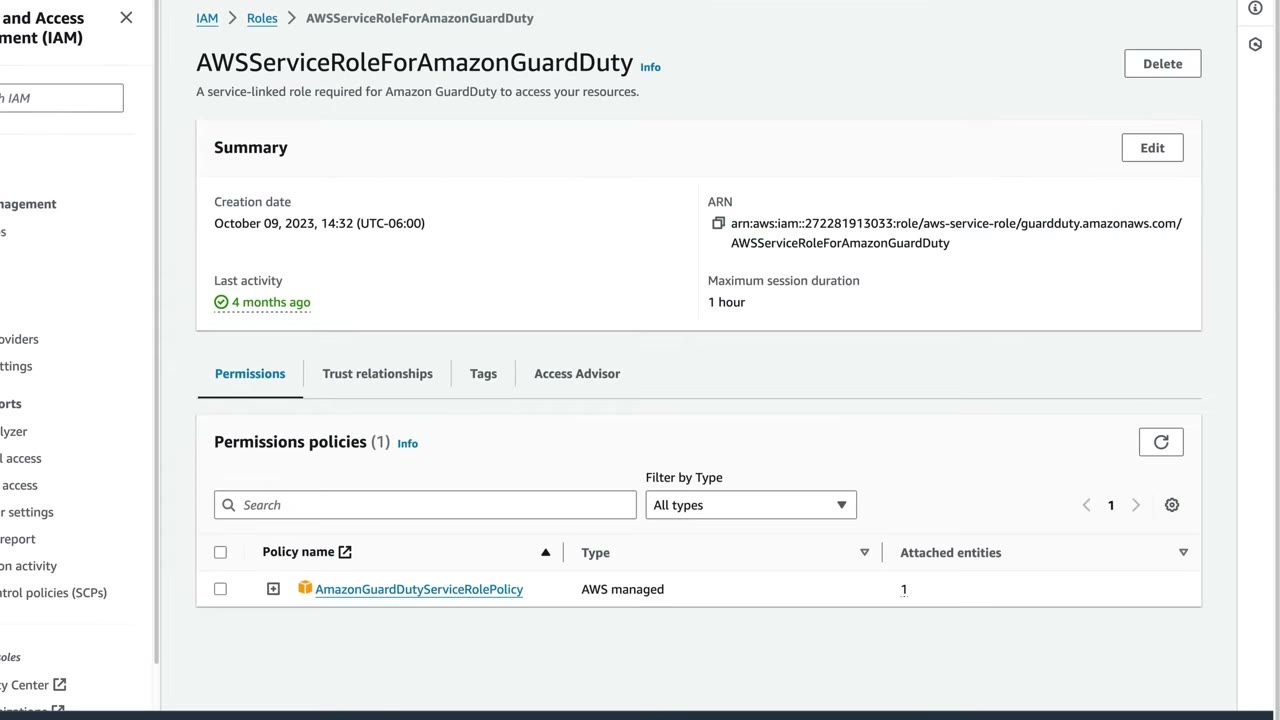 and Access
ment (IAM)
h IAM
nagement
s
oviders
ttings
orts
lyzer
l access
access
r settings
report
on activity
ntrol policies (SCPs)
soles
y Center
IAM > Roles > AWSServiceRoleForAmazonGuardDuty
AWSServiceRoleForAmazonGuardDuty Info
Delete
A service-linked role required for Amazon GuardDuty to access your resources.
Summary
Edit
Creation date
October 09, 2023, 14:32 (UTC-06:00)
ARN
arn:aws:iam::272281913033:role/aws-service-role/guardduty.amazonaws.com/
AWSServiceRoleForAmazonGuardDuty
Last activity
4 months ago
Maximum session duration
1 hour
Permissions Trust relationships Tags Access Advisor
Permissions policies (1) Info
Filter by Type
Search
All types
1
Policy name Type Attached entities
AmazonGuardDutyServiceRolePolicy AWS managed 1